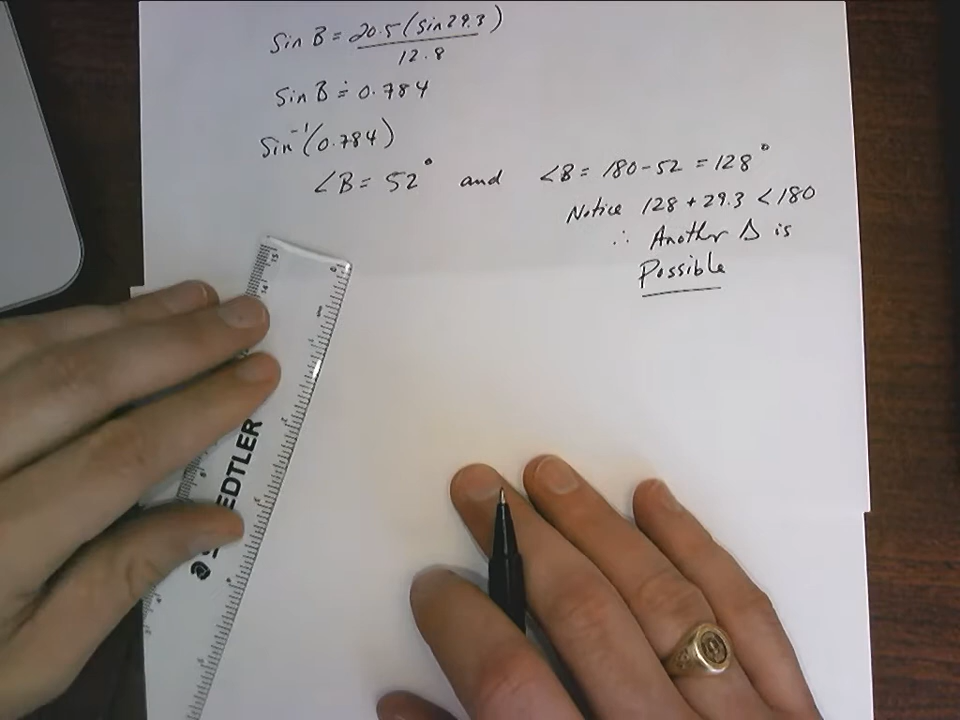 Sin B = 20.5 (Sin 29.3)
12.8
Sin B ≐ 0.784
Sin⁻¹(0.784)
∠B = 52° and ∠B = 180 - 52 = 128°
Notice 128 + 29.3 < 180
∴ Another Δ is
Possible
EDTLER